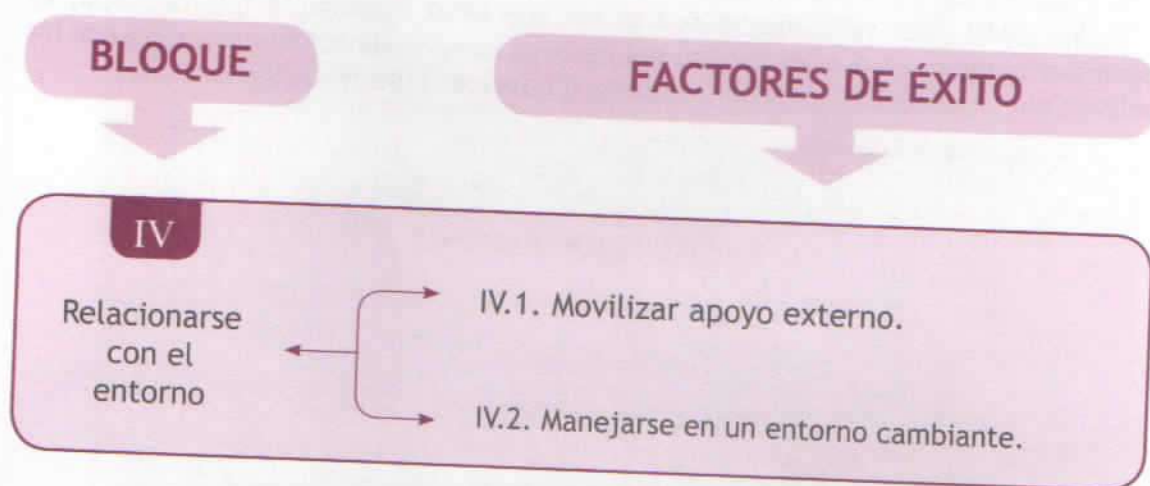 BLOQUE
FACTORES DE ÉXITO
IV
Relacionarse
con el
entorno
IV.1. Movilizar apoyo externo.
IV.2. Manejarse en un entorno cambiante.